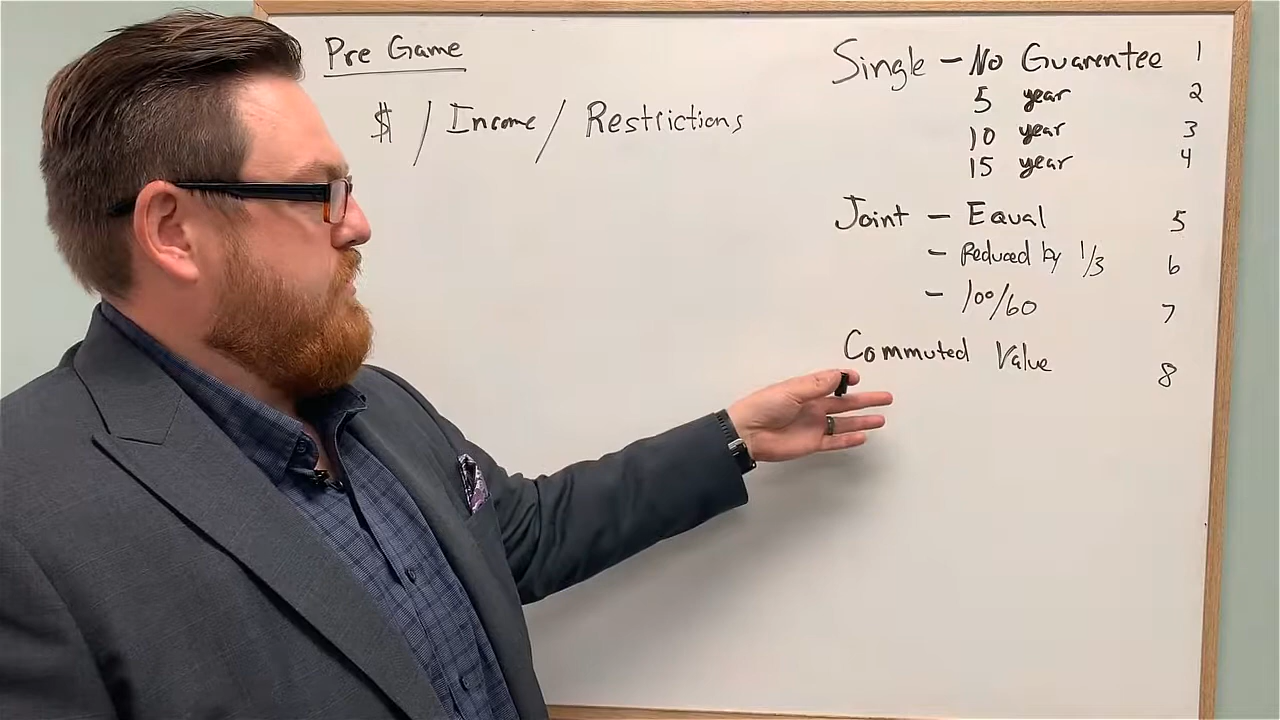 Pre Game
$ / Income / Restrictions
Single - No Guarentee 1
5 year 2
10 year 3
15 year 4
Joint - Equal 5
- Reduced by 1/3 6
- 100/60 7
Commuted Value 8